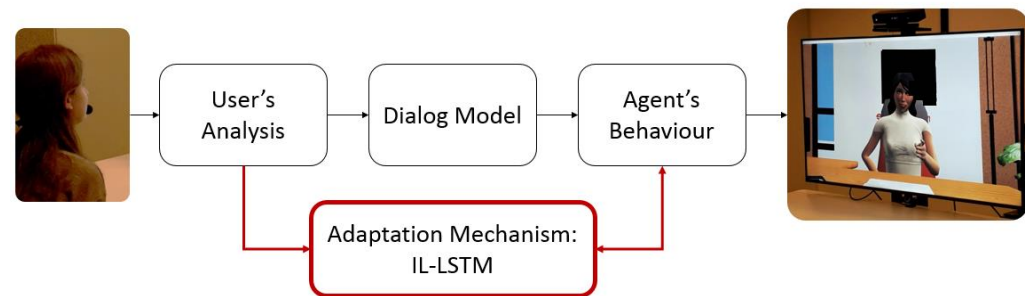 User's
Analysis
Dialog Model
Agent's
Behaviour
Adaptation Mechanism:
IL-LSTM